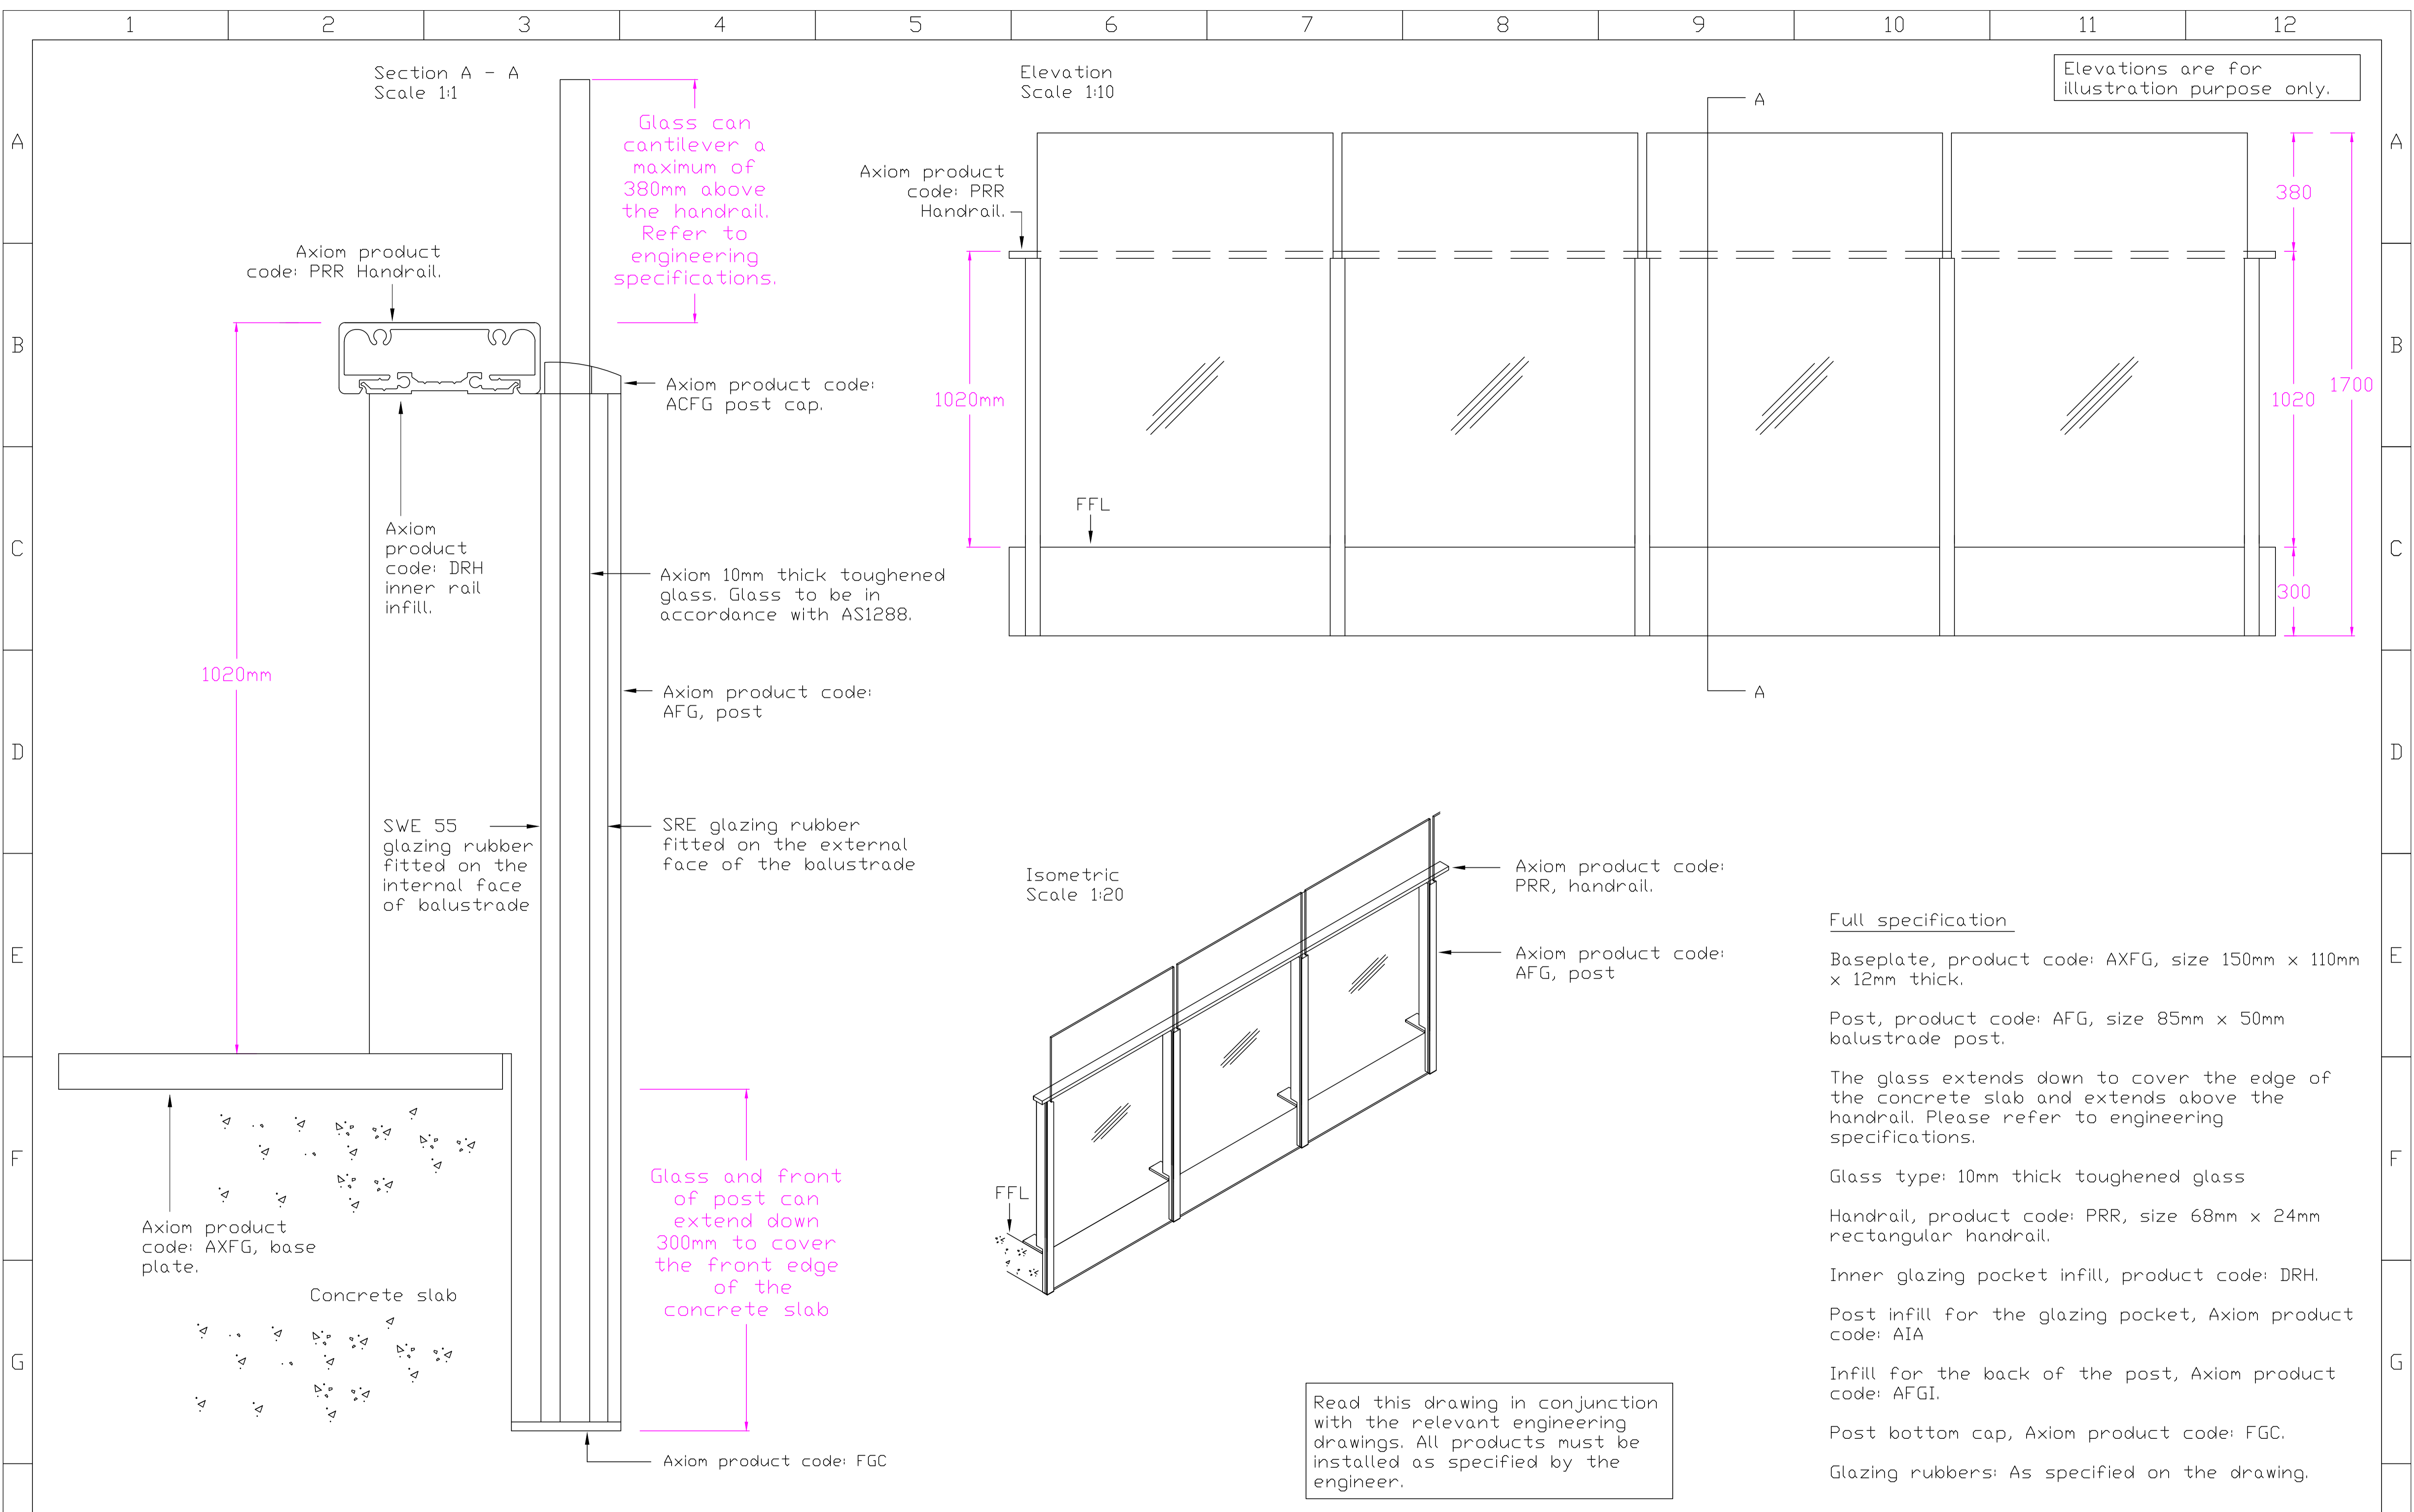 1 2 3 4 5 6 7 8 9 10 11 12
A
B
C
D
E
F
G
Section A - A
Scale 1:1
Glass can
cantilever a
maximum of
380mm above
the handrail.
Refer to
engineering
specifications.
Axiom product
code: PRR Handrail.
Axiom product code:
ACFG post cap.
Axiom
product
code: DRH
inner rail
infill.
Axiom 10mm thick toughened
glass. Glass to be in
accordance with AS1288.
1020mm
Axiom product code:
AFG, post
SWE 55
glazing rubber
fitted on the
internal face
of balustrade
SRE glazing rubber
fitted on the external
face of the balustrade
Axiom product
code: AXFG, base
plate.
Concrete slab
Glass and front
of post can
extend down
300mm to cover
the front edge
of the
concrete slab
Axiom product code: FGC
Elevation
Scale 1:10
Elevations are for
illustration purpose only.
A
Axiom product
code: PRR
Handrail.
380
1020mm
1020
1700
FFL
300
A
Isometric
Scale 1:20
Axiom product code:
PRR, handrail.
Axiom product code:
AFG, post
FFL
Read this drawing in conjunction
with the relevant engineering
drawings. All products must be
installed as specified by the
engineer.
Full specification
Baseplate, product code: AXFG, size 150mm x 110mm
x 12mm thick.
Post, product code: AFG, size 85mm x 50mm
balustrade post.
The glass extends down to cover the edge of
the concrete slab and extends above the
handrail. Please refer to engineering
specifications.
Glass type: 10mm thick toughened glass
Handrail, product code: PRR, size 68mm x 24mm
rectangular handrail.
Inner glazing pocket infill, product code: DRH.
Post infill for the glazing pocket, Axiom product
code: AIA
Infill for the back of the post, Axiom product
code: AFGI.
Post bottom cap, Axiom product code: FGC.
Glazing rubbers: As specified on the drawing.
A
B
C
D
E
F
G